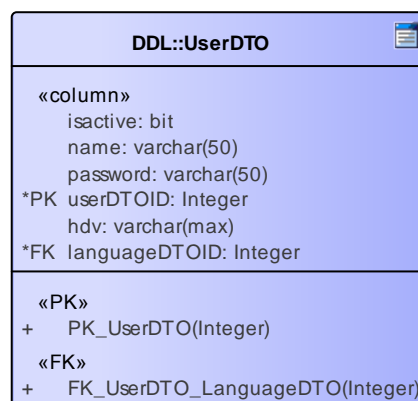 DDL::UserDTO
«column»
isactive: bit
name: varchar(50)
password: varchar(50)
*PK userDTOID: Integer
hdv: varchar(max)
*FK languageDTOID: Integer
«PK»
+ PK_UserDTO(Integer)
«FK»
+ FK_UserDTO_LanguageDTO(Integer)